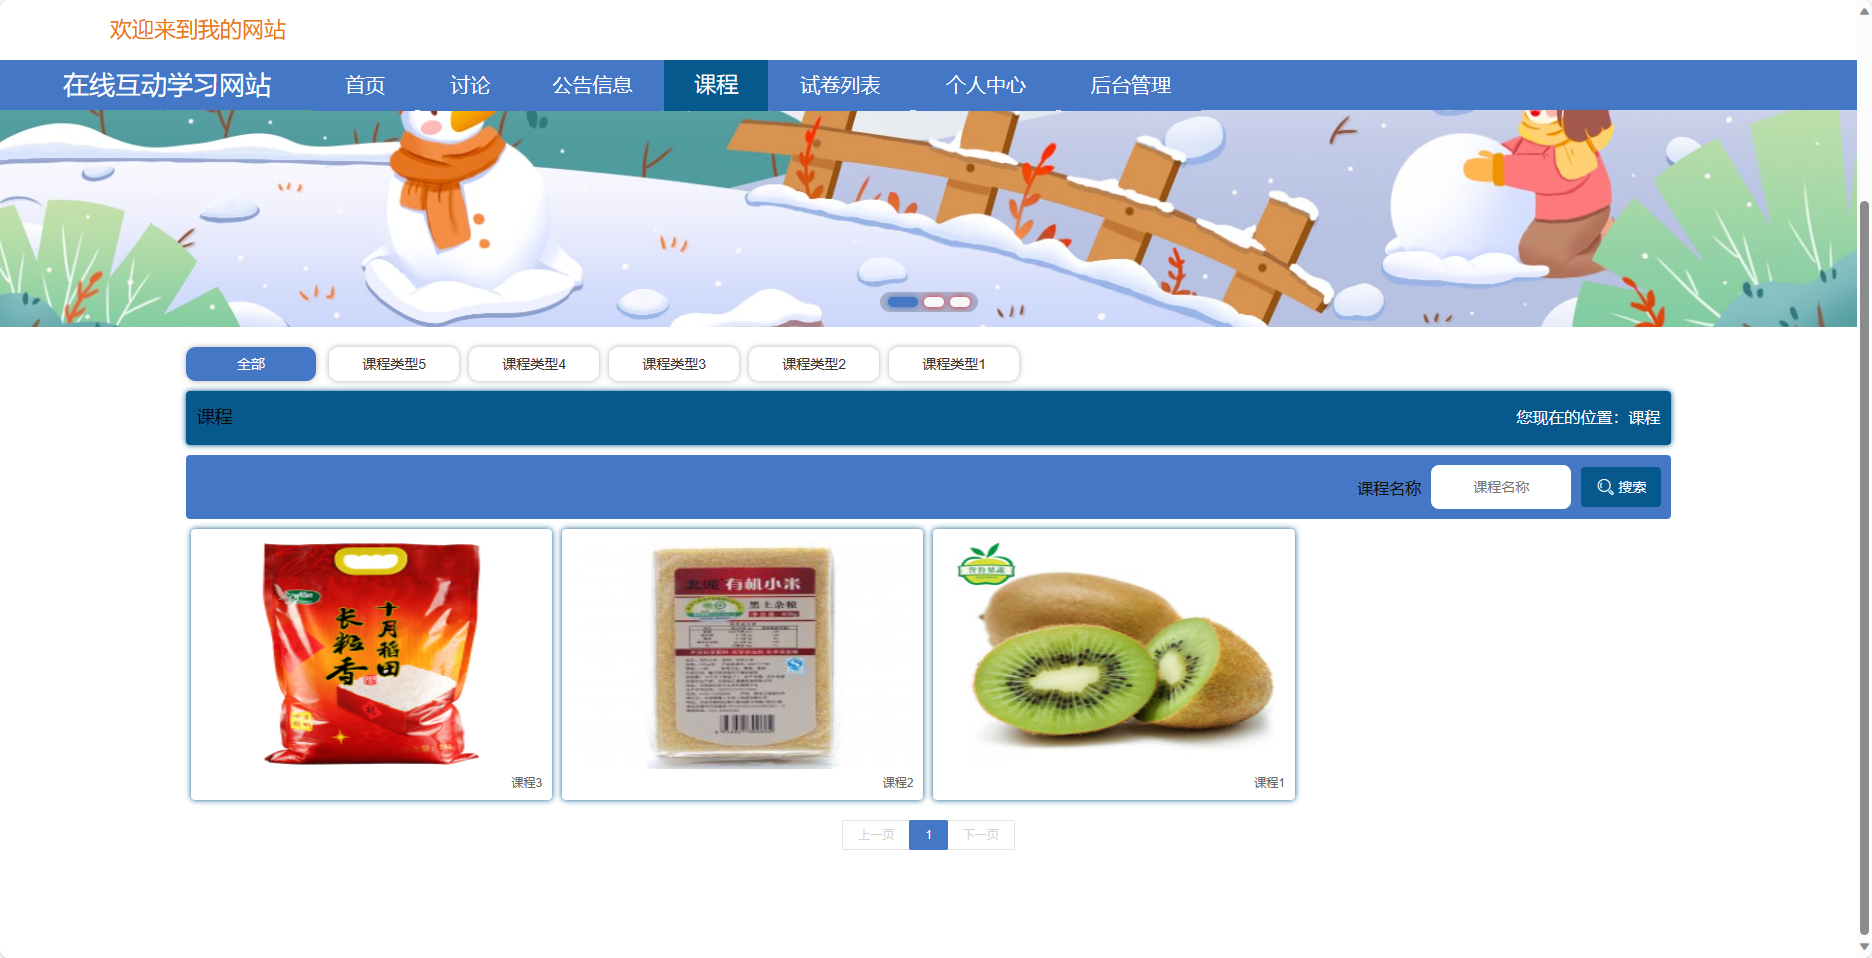 欢迎来到我的网站
在线互动学习网站 首页 讨论 公告信息 课程 试卷列表 个人中心 后台管理
全部 课程类型5 课程类型4 课程类型3 课程类型2 课程类型1
课程 您现在的位置：课程
课程名称 课程名称 搜索
十月稻田
长粒香
有机小米
黑土杂粮
课程3 课程2 课程1
上一页 1 下一页